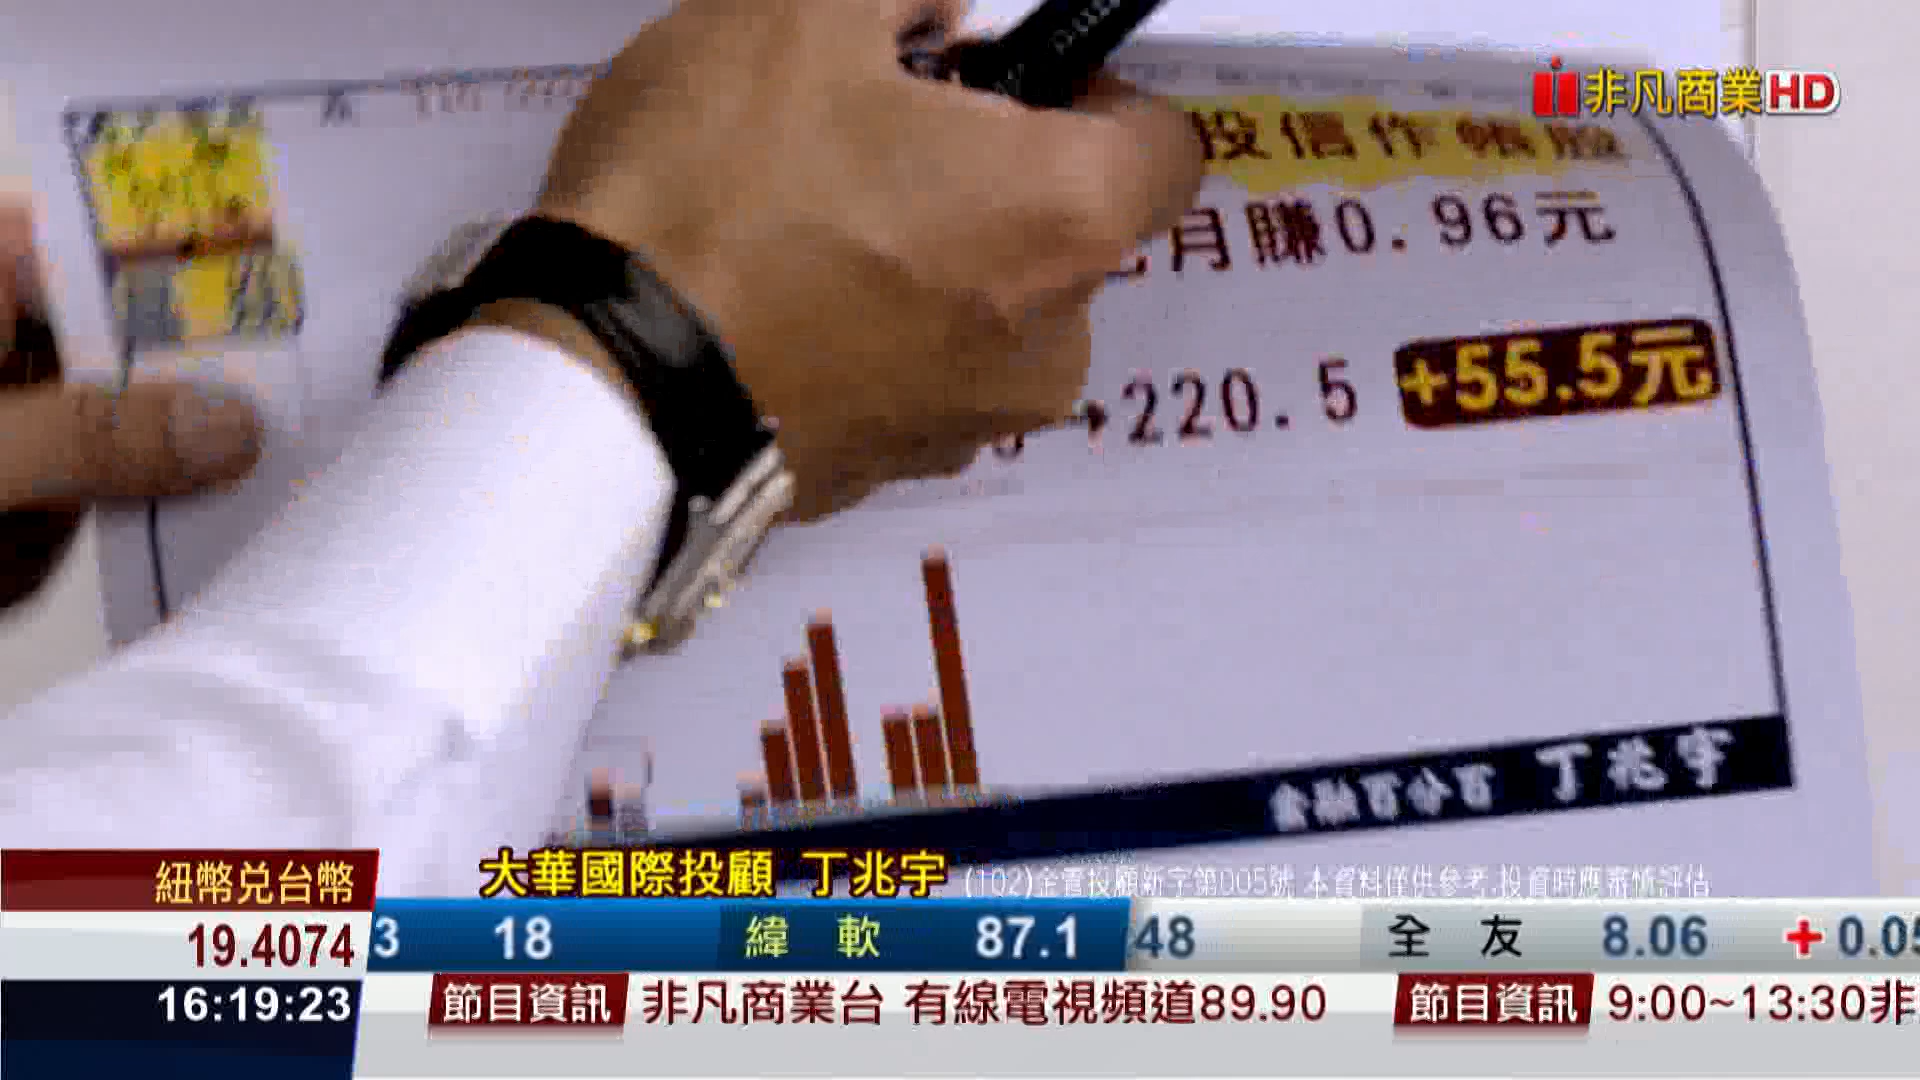 非凡商業HD
投信作帳股
月賺0.96元
→220.5 +55.5元
金融百分百 丁兆宇
大華國際投顧 丁兆宇 (102)金管投顧新字第005號 本資料僅供參考,投資時應審慎評估
紐幣兌台幣
19.4074
3 18 緯軟 87.1 48 全友 8.06 + 0.05
16:19:23
節目資訊 非凡商業台 有線電視頻道89.90 節目資訊 9:00~13:30非